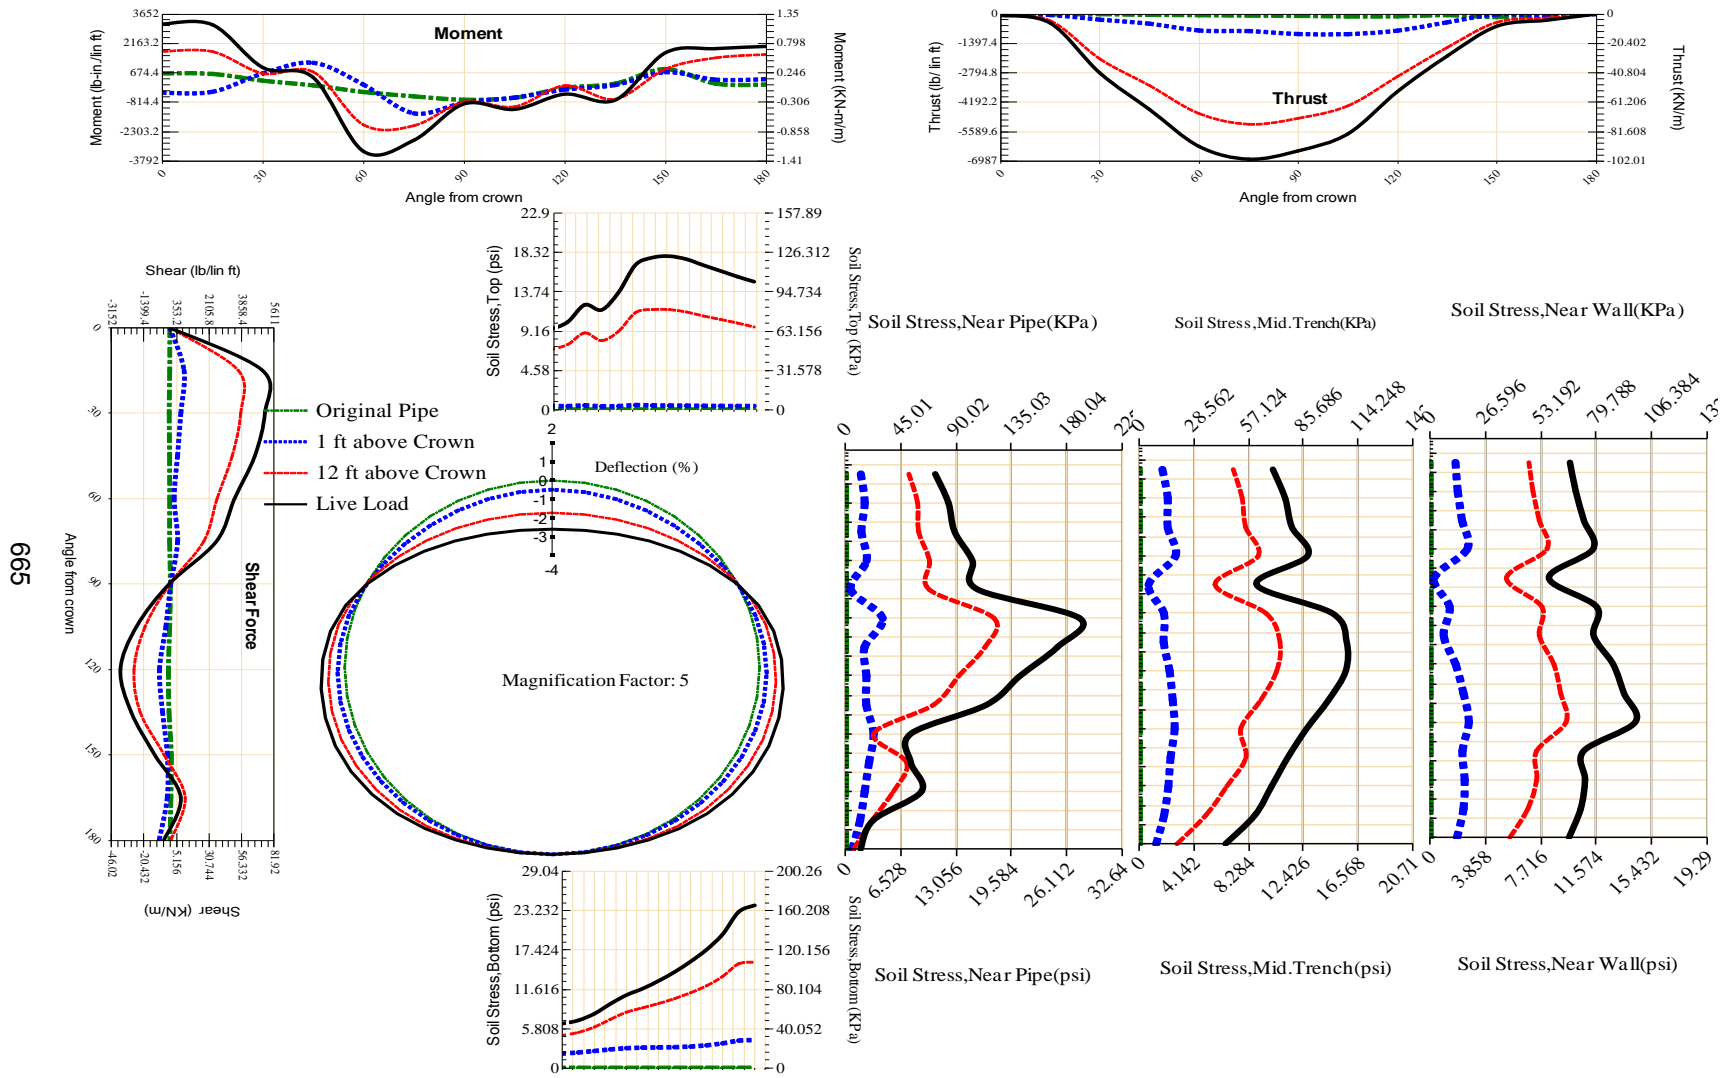 Moment
Moment (lb-in./lin ft)
3652
2163.2
674.4
-814.4
-2303.2
-3792
1.35
0.798
0.246
-0.306
-0.858
-1.41
Moment (KN-m/m)
0 30 60 90 120 150 180
Angle from crown
Thrust
Thrust (lb/ lin ft)
0
-1397.4
-2794.8
-4192.2
-5589.6
-6987
0
-20.402
-40.804
-61.206
-81.608
-102.01
Thrust (KN/m)
0 30 60 90 120 150 180
Angle from crown
Soil Stress,Top (psi)
22.9
18.32
13.74
9.16
4.58
0
157.89
126.312
94.734
63.156
31.578
0
Soil Stress,Top (KPa)
Shear (lb/lin ft)
-3152 -1399.4 353.2 2105.8 3858.4 5611
0
30
60
90
120
150
180
Angle from crown
Shear Force
-46.02 -20.432 5.156 30.744 56.332 81.92
Shear (KN/m)
665
Original Pipe
1 ft above Crown
12 ft above Crown
Live Load
2
1
0
-1
-2
-3
-4
Deflection (%)
Magnification Factor: 5
Soil Stress,Bottom (psi)
29.04
23.232
17.424
11.616
5.808
0
200.26
160.208
120.156
80.104
40.052
0
Soil Stress,Bottom (KPa)
Soil Stress,Near Pipe(KPa)
0 45.01 90.02 135.03 180.04
0 6.528 13.056 19.584 26.112 32.64
Soil Stress,Near Pipe(psi)
Soil Stress,Mid.Trench(KPa)
0 28.562 57.124 85.686 114.248
0 4.142 8.284 12.426 16.568 20.71
Soil Stress,Mid.Trench(psi)
Soil Stress,Near Wall(KPa)
0 26.596 53.192 79.788 106.384
0 3.858 7.716 11.574 15.432 19.29
Soil Stress,Near Wall(psi)